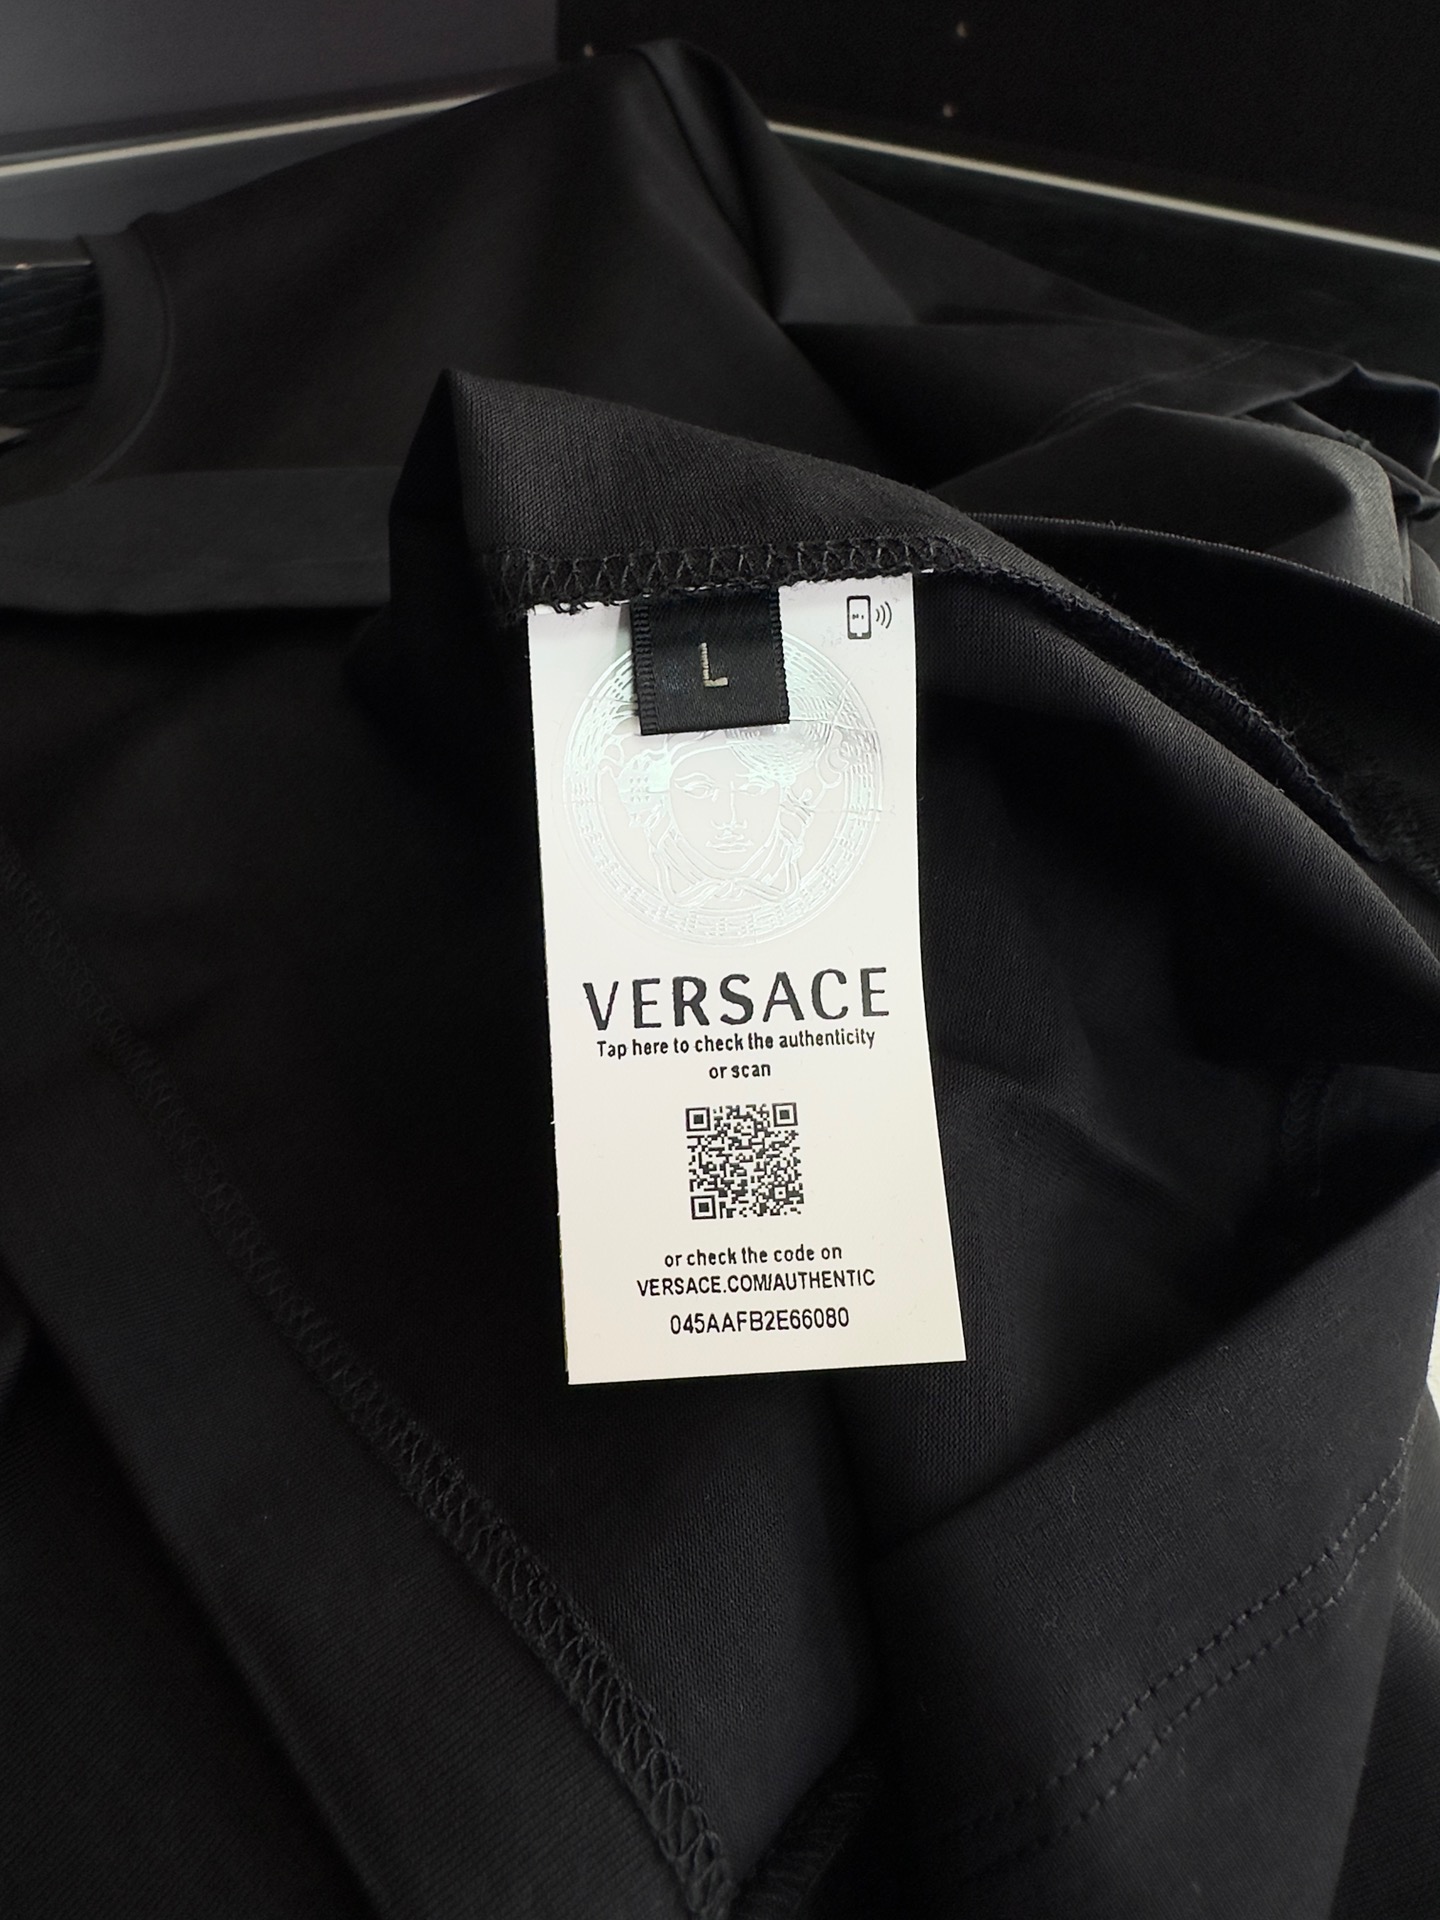 L
VERSACE
Tap here to check the authenticity
or scan
or check the code on
VERSACE.COM/AUTHENTIC
045AAFB2E66080